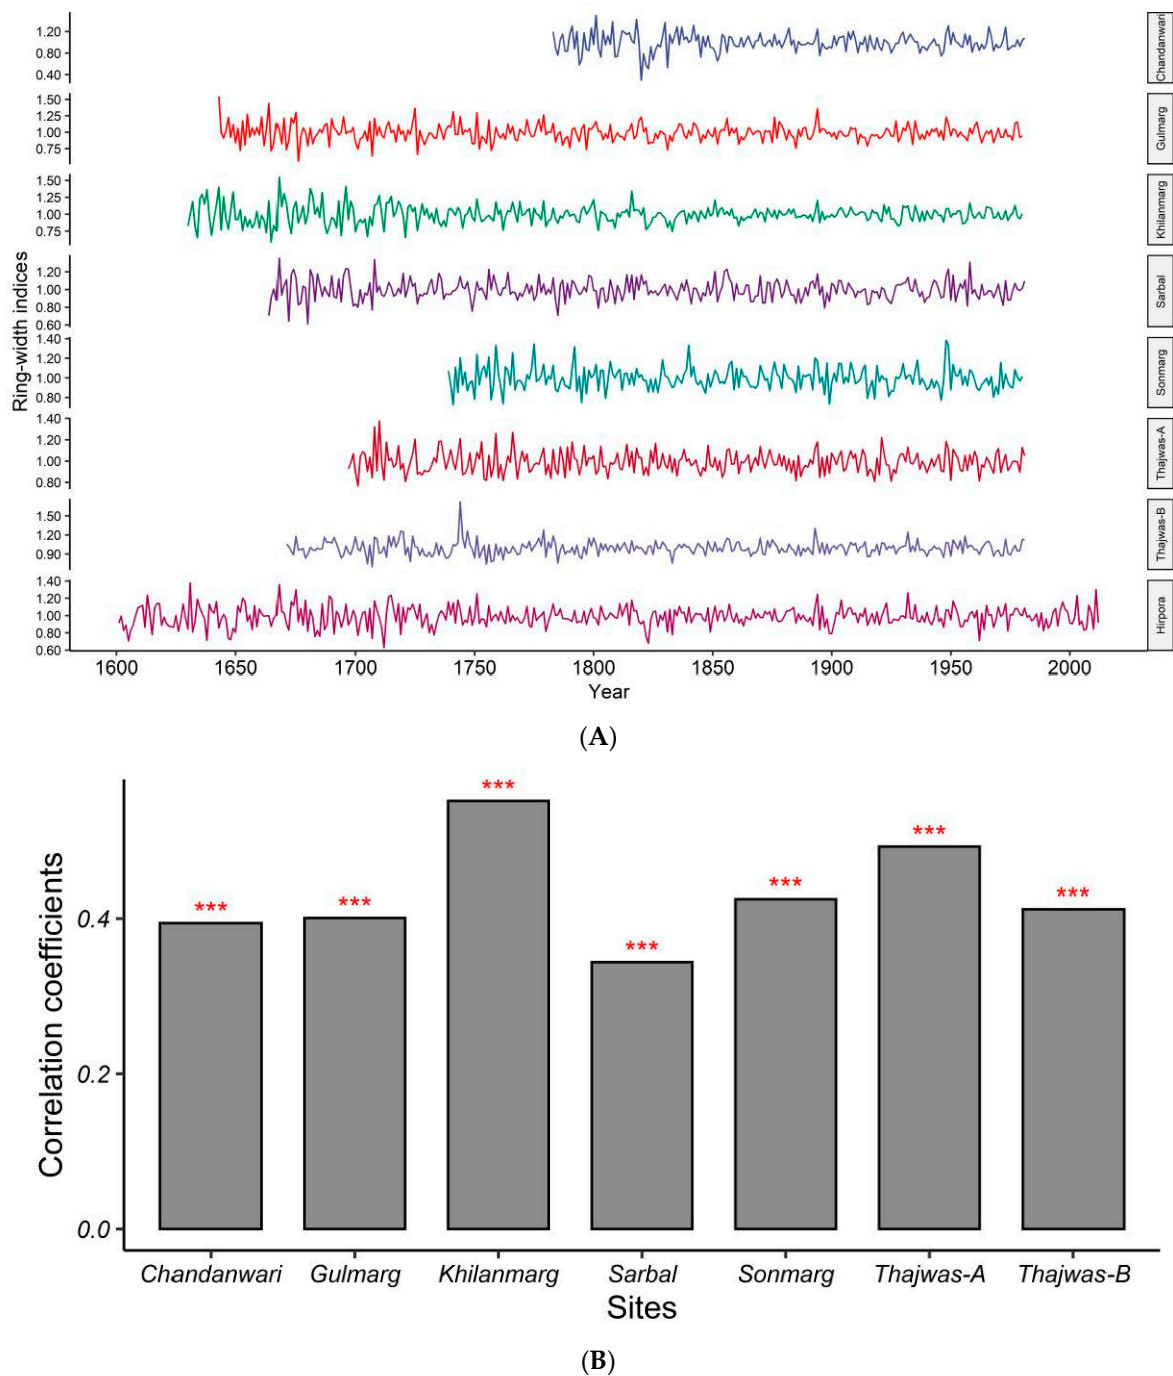 Ring-width indices
1.20
0.80
0.40
Chandanwari
1.50
1.25
1.00
0.75
Gulmarg
1.50
1.25
1.00
0.75
Khilanmarg
1.20
1.00
0.80
0.60
Sarbal
1.40
1.20
1.00
0.80
Sonmarg
1.40
1.20
1.00
0.80
Thajwas-A
1.50
1.20
0.90
Thajwas-B
1.40
1.20
1.00
0.80
0.60
Hirpora
1600 1650 1700 1750 1800 1850 1900 1950 2000
Year
(A)
Correlation coefficients
*** *** *** *** *** *** ***
0.4
0.2
0.0
Chandanwari Gulmarg Khilanmarg Sarbal Sonmarg Thajwas-A Thajwas-B
Sites
(B)